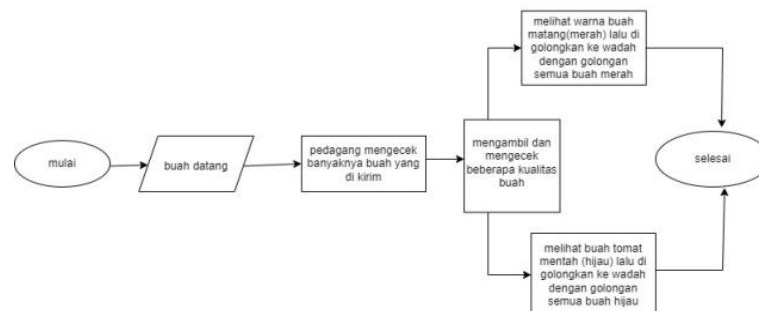 mulai
buah datang
pedagang mengecek
banyaknya buah yang
di kirim
mengambil dan
mengecek
beberapa kualitas
buah
melihat warna buah
matang(merah) lalu di
golongkan ke wadah
dengan golongan
semua buah merah
melihat buah tomat
mentah (hijau) lalu di
golongkan ke wadah
dengan golongan
semua buah hijau
selesai